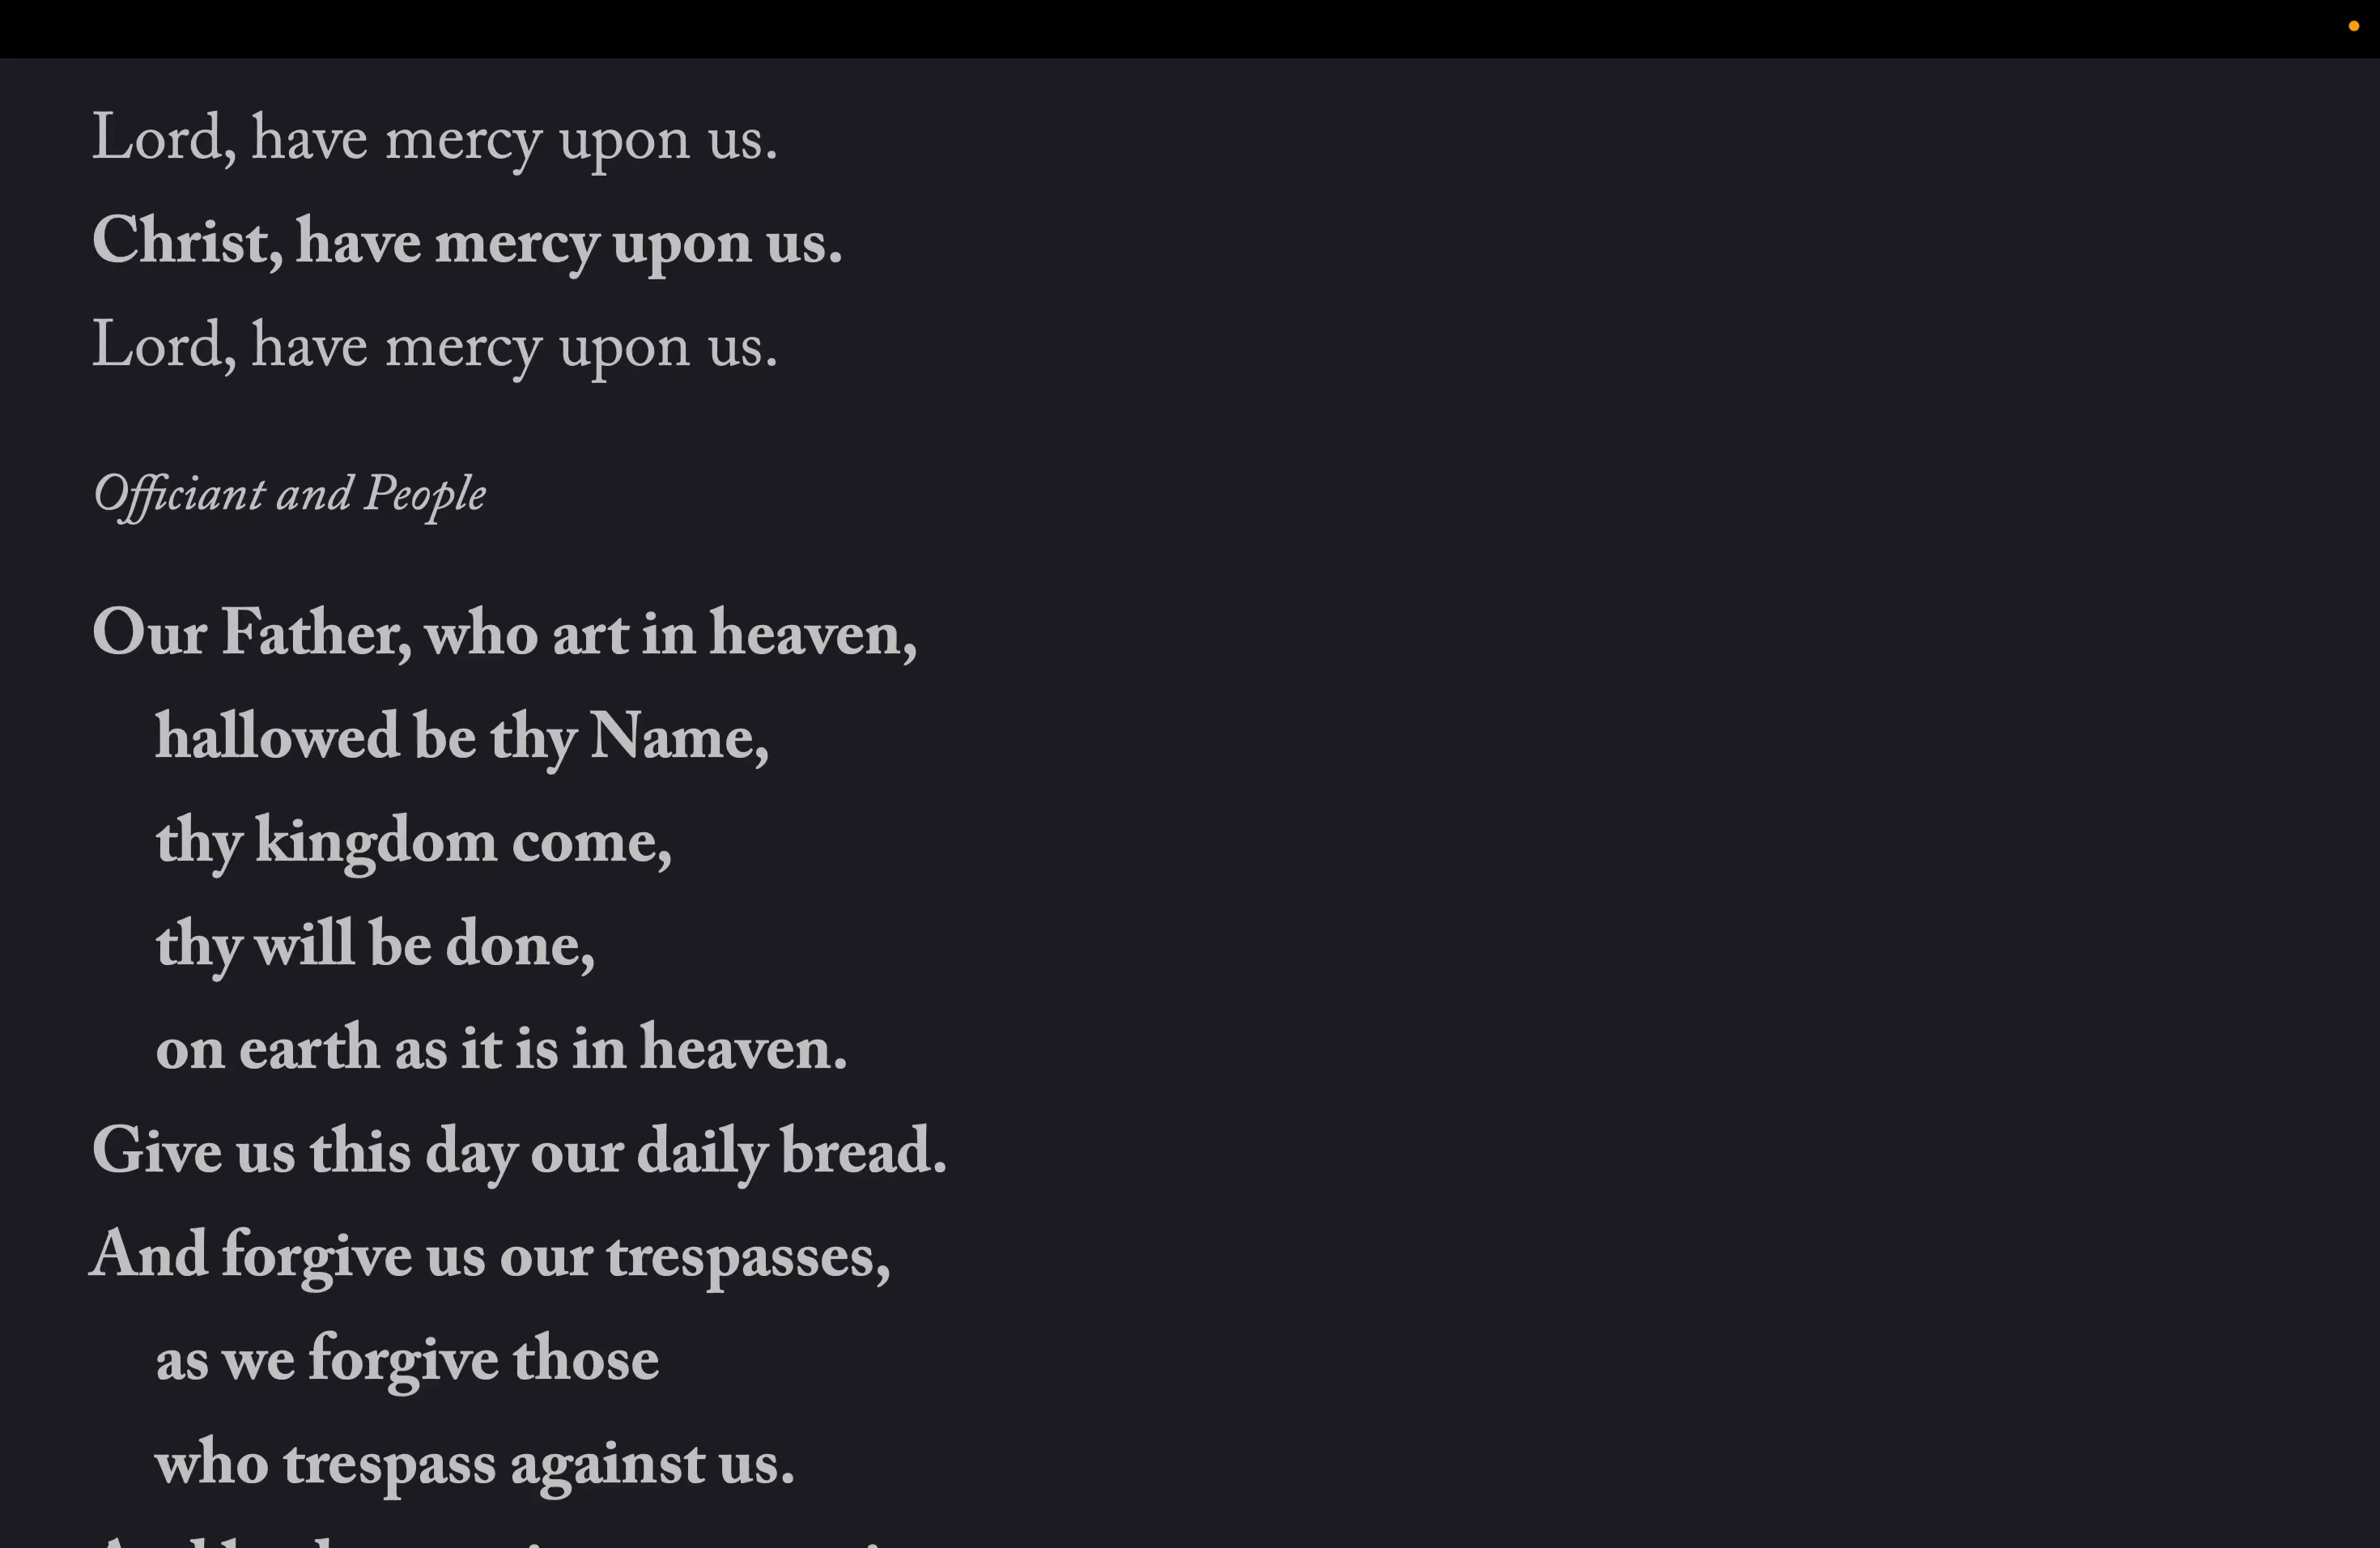 Lord, have mercy upon us.
Christ, have mercy upon us.
Lord, have mercy upon us.
Officiant and People
Our Father, who art in heaven,
hallowed be thy Name,
thy kingdom come,
thy will be done,
on earth as it is in heaven.
Give us this day our daily bread.
And forgive us our trespasses,
as we forgive those
who trespass against us.